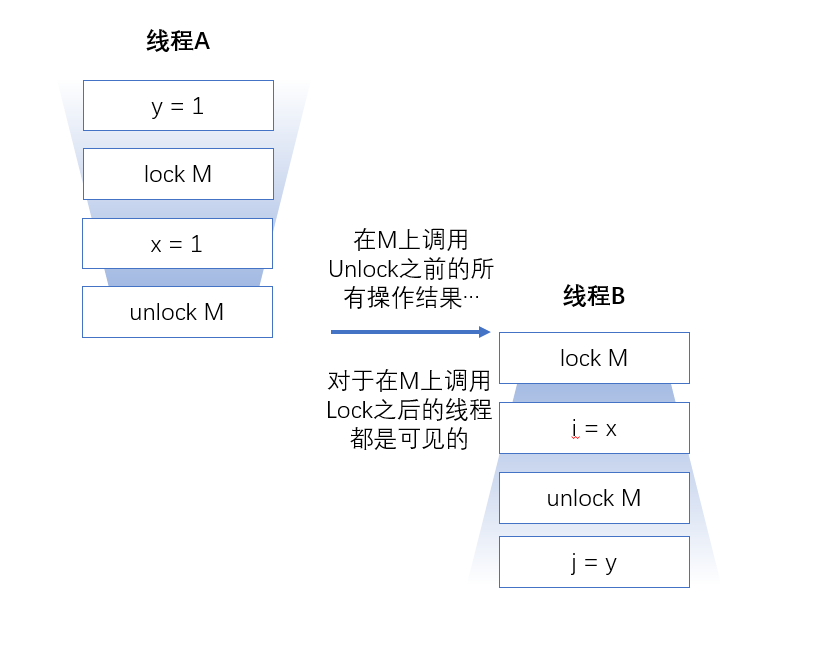 线程A
y = 1
lock M
x = 1
unlock M
在M上调用
Unlock之前的所
有操作结果…
对于在M上调用
Lock之后的线程
都是可见的
线程B
lock M
i = x
unlock M
j = y